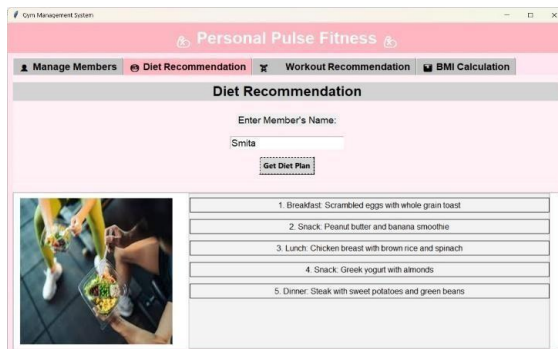 Gym Management System
Personal Pulse Fitness
Manage Members Diet Recommendation Workout Recommendation BMI Calculation
Diet Recommendation
Enter Member's Name:
Smita
Get Diet Plan
1. Breakfast: Scrambled eggs with whole grain toast
2. Snack: Peanut butter and banana smoothie
3. Lunch: Chicken breast with brown rice and spinach
4. Snack: Greek yogurt with almonds
5. Dinner: Steak with sweet potatoes and green beans